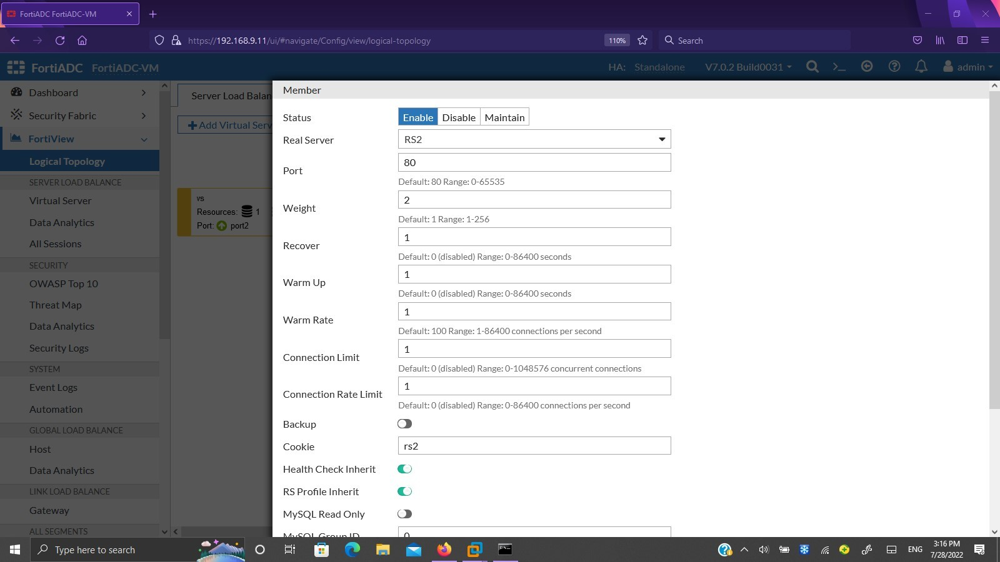 FortiADC FortiADC-VM
https://192.168.9.11/ui/#navigate/Config/view/logical-topology
110%
Search
FortiADC FortiADC-VM
HA: Standalone
V7.0.2 Build0031
admin
Dashboard
Security Fabric
FortiView
Logical Topology
SERVER LOAD BALANCE
Virtual Server
Data Analytics
All Sessions
SECURITY
OWASP Top 10
Threat Map
Data Analytics
Security Logs
SYSTEM
Event Logs
Automation
GLOBAL LOAD BALANCE
Host
Data Analytics
LINK LOAD BALANCE
Gateway
ALL SEGMENTS
Server Load Balan
Add Virtual Serv
vs
Resources: 1
Port: port2
Member
Status
Enable Disable Maintain
Real Server
RS2
Port
80
Default: 80 Range: 0-65535
Weight
2
Default: 1 Range: 1-256
Recover
1
Default: 0 (disabled) Range: 0-86400 seconds
Warm Up
1
Default: 0 (disabled) Range: 0-86400 seconds
Warm Rate
1
Default: 100 Range: 1-86400 connections per second
Connection Limit
1
Default: 0 (disabled) Range: 0-1048576 concurrent connections
Connection Rate Limit
1
Default: 0 (disabled) Range: 0-86400 connections per second
Backup
Cookie
rs2
Health Check Inherit
RS Profile Inherit
MySQL Read Only
MySQL Group ID
0
Type here to search
ENG
3:16 PM
7/28/2022